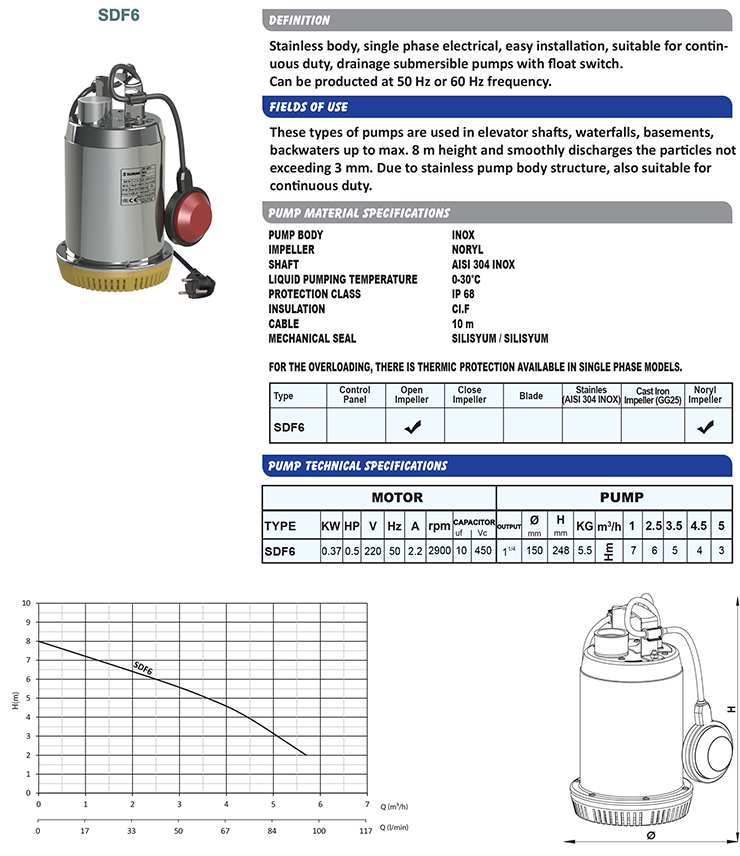 SDF6
DEFINITION
Stainless body, single phase electrical, easy installation, suitable for contin-
uous duty, drainage submersible pumps with float switch.
Can be producted at 50 Hz or 60 Hz frequency.
FIELDS OF USE
These types of pumps are used in elevator shafts, waterfalls, basements,
backwaters up to max. 8 m height and smoothly discharges the particles not
exceeding 3 mm. Due to stainless pump body structure, also suitable for
continuous duty.
PUMP MATERIAL SPECIFICATIONS
PUMP BODY INOX
IMPELLER NORYL
SHAFT AISI 304 INOX
LIQUID PUMPING TEMPERATURE 0-30°C
PROTECTION CLASS IP 68
INSULATION CI.F
CABLE 10 m
MECHANICAL SEAL SILISYUM / SILISYUM
FOR THE OVERLOADING, THERE IS THERMIC PROTECTION AVAILABLE IN SINGLE PHASE MODELS.
Type Control Panel Open Impeller Close Impeller Blade Stainles (AISI 304 INOX) Cast Iron Impeller (GG25) Noryl Impeller
SDF6 ✓ ✓
PUMP TECHNICAL SPECIFICATIONS
MOTOR PUMP
TYPE KW HP V Hz A rpm CAPACITOR uf Vc OUTPUT Ø mm H mm KG m³/h 1 2.5 3.5 4.5 5
SDF6 0.37 0.5 220 50 2.2 2900 10 450 1 1/4 150 248 5.5 Hm 7 6 5 4 3
10
9
8
7
6
5
4
3
2
1
0
H(m)
SDF6
0 1 2 3 4 5 6 7 Q (m³/h)
0 17 33 50 67 84 100 117 Q (l/min)
H
Ø